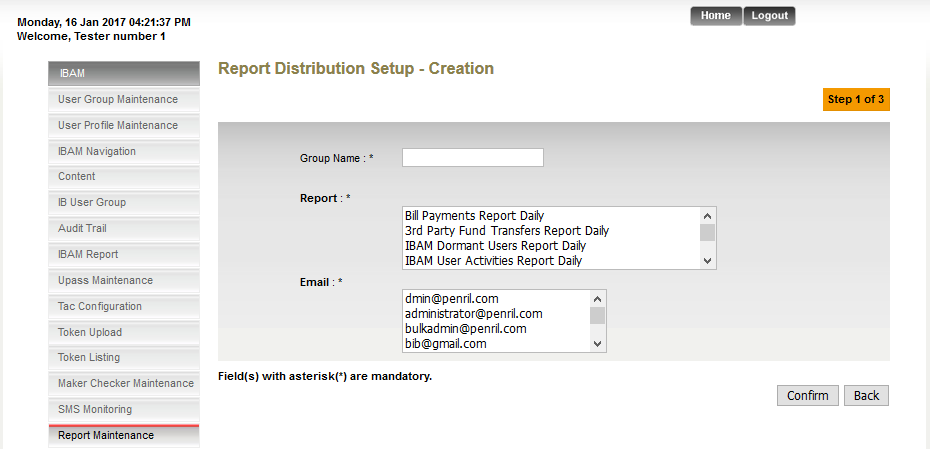 Monday, 16 Jan 2017 04:21:37 PM
Welcome, Tester number 1
Home
Logout
IBAM
User Group Maintenance
User Profile Maintenance
IBAM Navigation
Content
IB User Group
Audit Trail
IBAM Report
Upass Maintenance
Tac Configuration
Token Upload
Token Listing
Maker Checker Maintenance
SMS Monitoring
Report Maintenance
Report Distribution Setup - Creation
Step 1 of 3
Group Name : *
Report : *
Bill Payments Report Daily
3rd Party Fund Transfers Report Daily
IBAM Dormant Users Report Daily
IBAM User Activities Report Daily
Email : *
dmin@penril.com
administrator@penril.com
bulkadmin@penril.com
bib@gmail.com
Field(s) with asterisk(*) are mandatory.
Confirm
Back